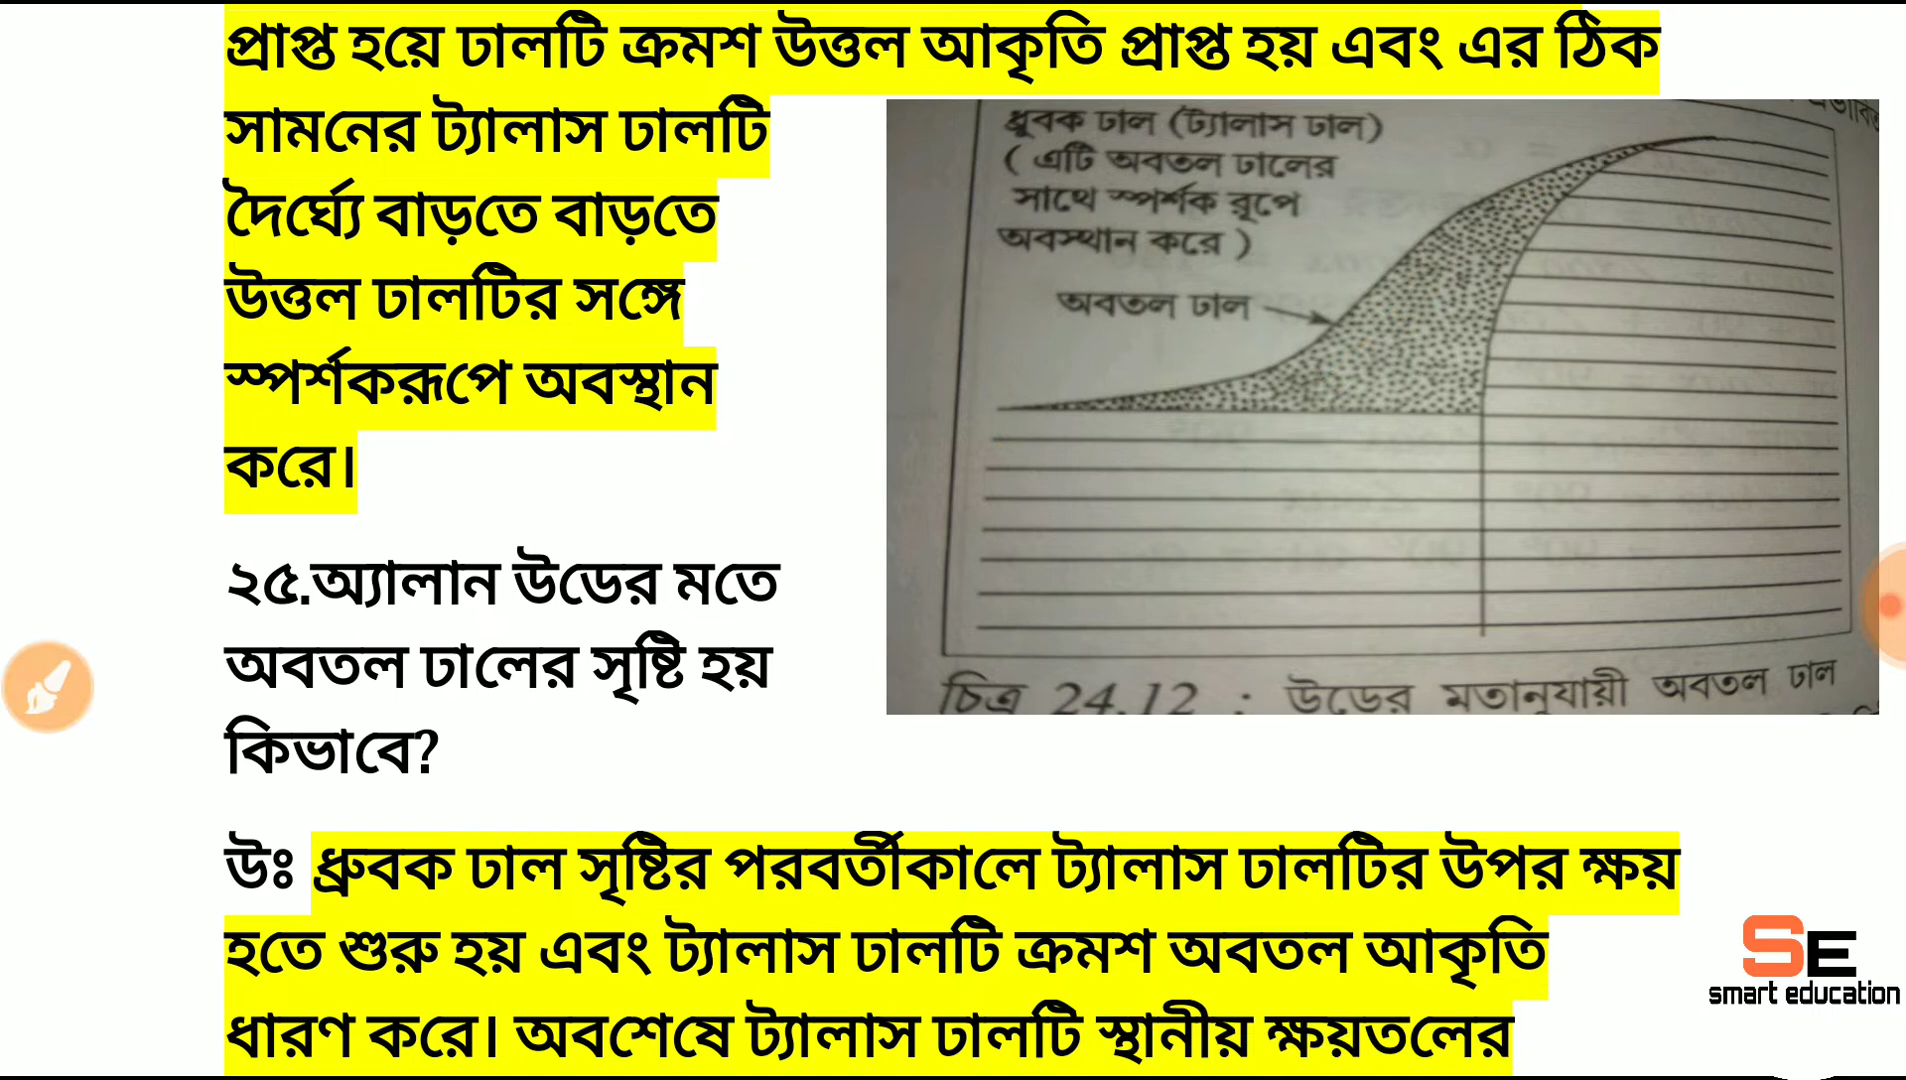 প্রাপ্ত হয়ে ঢালটি ক্রমশ উত্তল আকৃতি প্রাপ্ত হয় এবং এর ঠিক
সামনের ট্যালাস ঢালটি
দৈর্ঘ্যে বাড়তে বাড়তে
উত্তল ঢালটির সঙ্গে
স্পর্শকরূপে অবস্থান
করে।
ধ্রুবক ঢাল (ট্যালাস ঢাল)
( এটি অবতল ঢালের
সাথে স্পর্শক রূপে
অবস্থান করে )
অবতল ঢাল
চিত্র 24.12 : উডের মতানুযায়ী অবতল ঢাল
২৫.অ্যালান উডের মতে
অবতল ঢালের সৃষ্টি হয়
কিভাবে?
উঃ ধ্রুবক ঢাল সৃষ্টির পরবর্তীকালে ট্যালাস ঢালটির উপর ক্ষয়
হতে শুরু হয় এবং ট্যালাস ঢালটি ক্রমশ অবতল আকৃতি
ধারণ করে। অবশেষে ট্যালাস ঢালটি স্থানীয় ক্ষয়তলের
SE
smart education